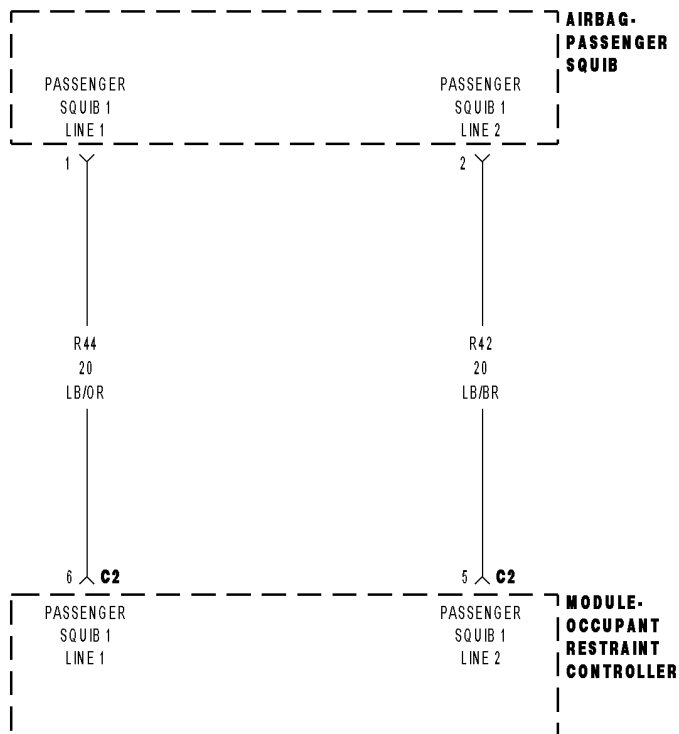 AIRBAG-
PASSENGER
SQUIB
PASSENGER
SQUIB 1
LINE 1
PASSENGER
SQUIB 1
LINE 2
1
2
R44
20
LB/OR
R42
20
LB/BR
6 C2
5 C2
PASSENGER
SQUIB 1
LINE 1
PASSENGER
SQUIB 1
LINE 2
MODULE-
OCCUPANT
RESTRAINT
CONTROLLER